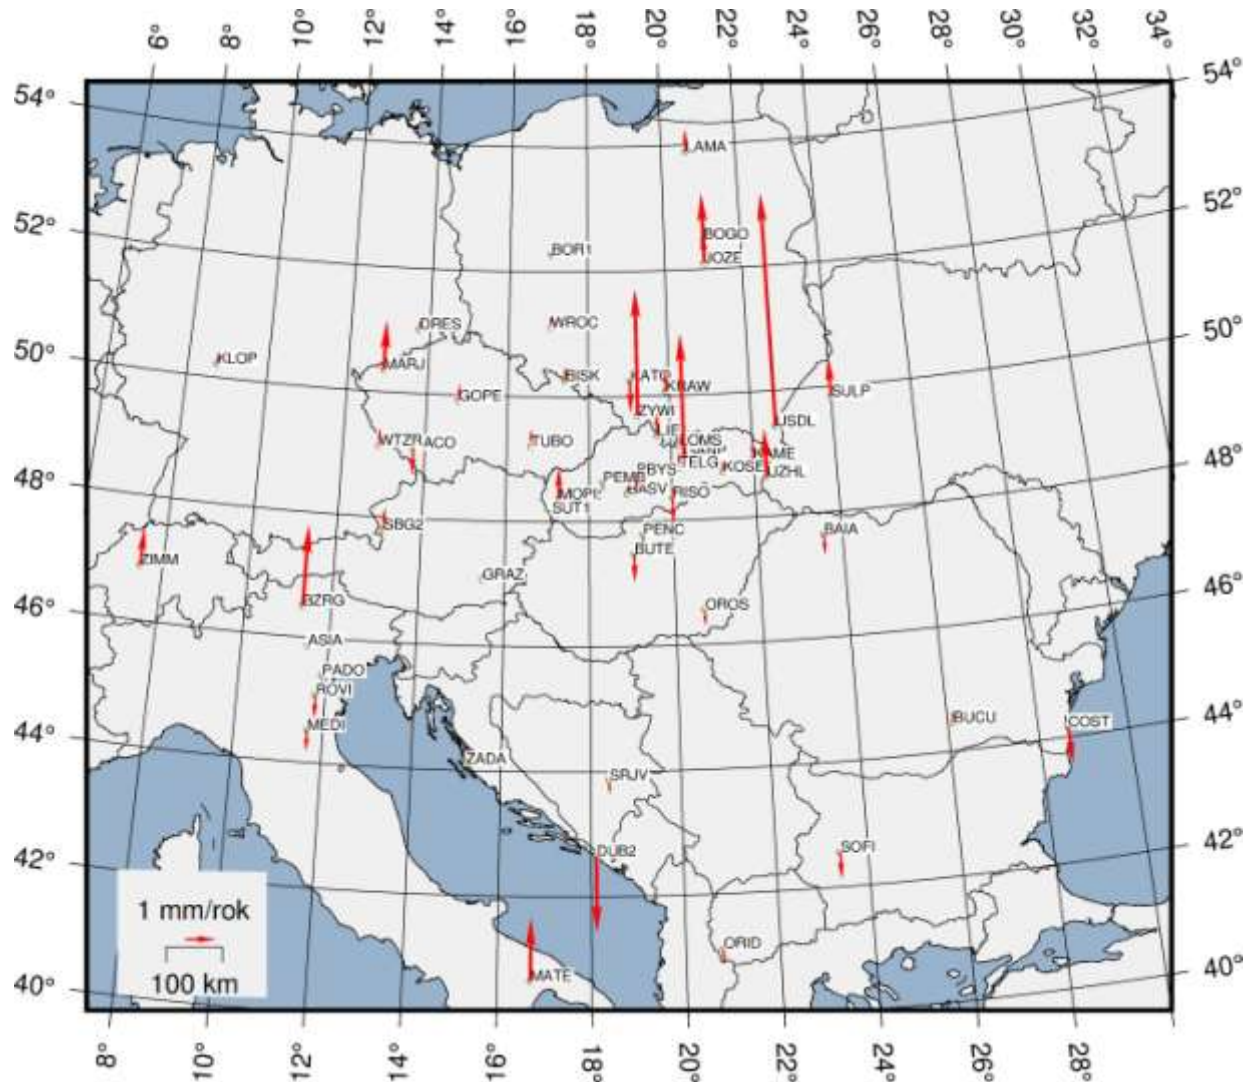 6° 8° 10° 12° 14° 16° 18° 20° 22° 24° 26° 28° 30° 32° 34°
54° 54°
LAMA
52° 52°
BOGO
BOR1 JOZE
50° 50°
DRES WROC
KLOP MARJ
BISK KATO KRAW
GOPE SULP
ZYWI
LIE USDL
WTZR ACO TUBO LOMS
48° KAME 48°
TELG KOSE
PBYS UZHL
PEMB GASV
MOPI RISO
SUT1
SBG2 PENC BAIA
ZIMM BUTE
GRAZ
46° BZRG OROS 46°
ASIA
PADO
ROVI
MEDI BUCU COST
44° 44°
ZADA SRJV
DUB2 SOFI
42° 42°
1 mm/rok
ORID
100 km MATE
40° 40°
8° 10° 12° 14° 16° 18° 20° 22° 24° 26° 28°